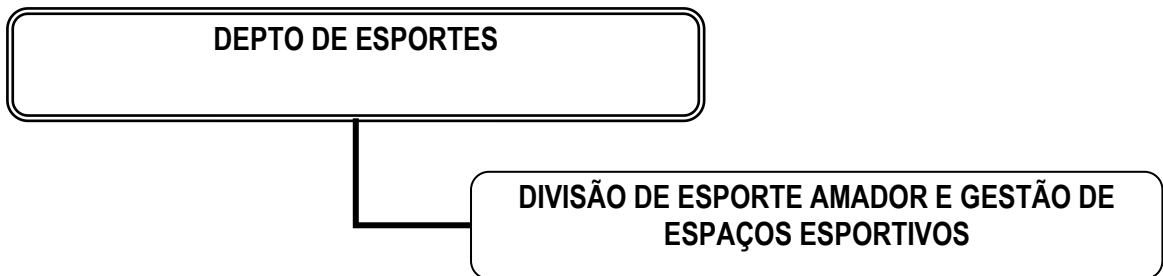 DEPTO DE ESPORTES
DIVISÃO DE ESPORTE AMADOR E GESTÃO DE
ESPAÇOS ESPORTIVOS